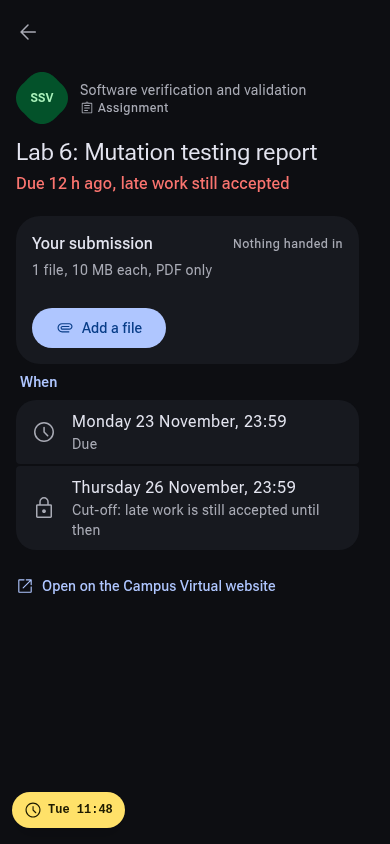 SSV
Software verification and validation
Assignment
Lab 6: Mutation testing report
Due 12 h ago, late work still accepted
Your submission
Nothing handed in
1 file, 10 MB each, PDF only
Add a file
When
Monday 23 November, 23:59
Due
Thursday 26 November, 23:59
Cut-off: late work is still accepted until
then
Open on the Campus Virtual website
Tue 11:48